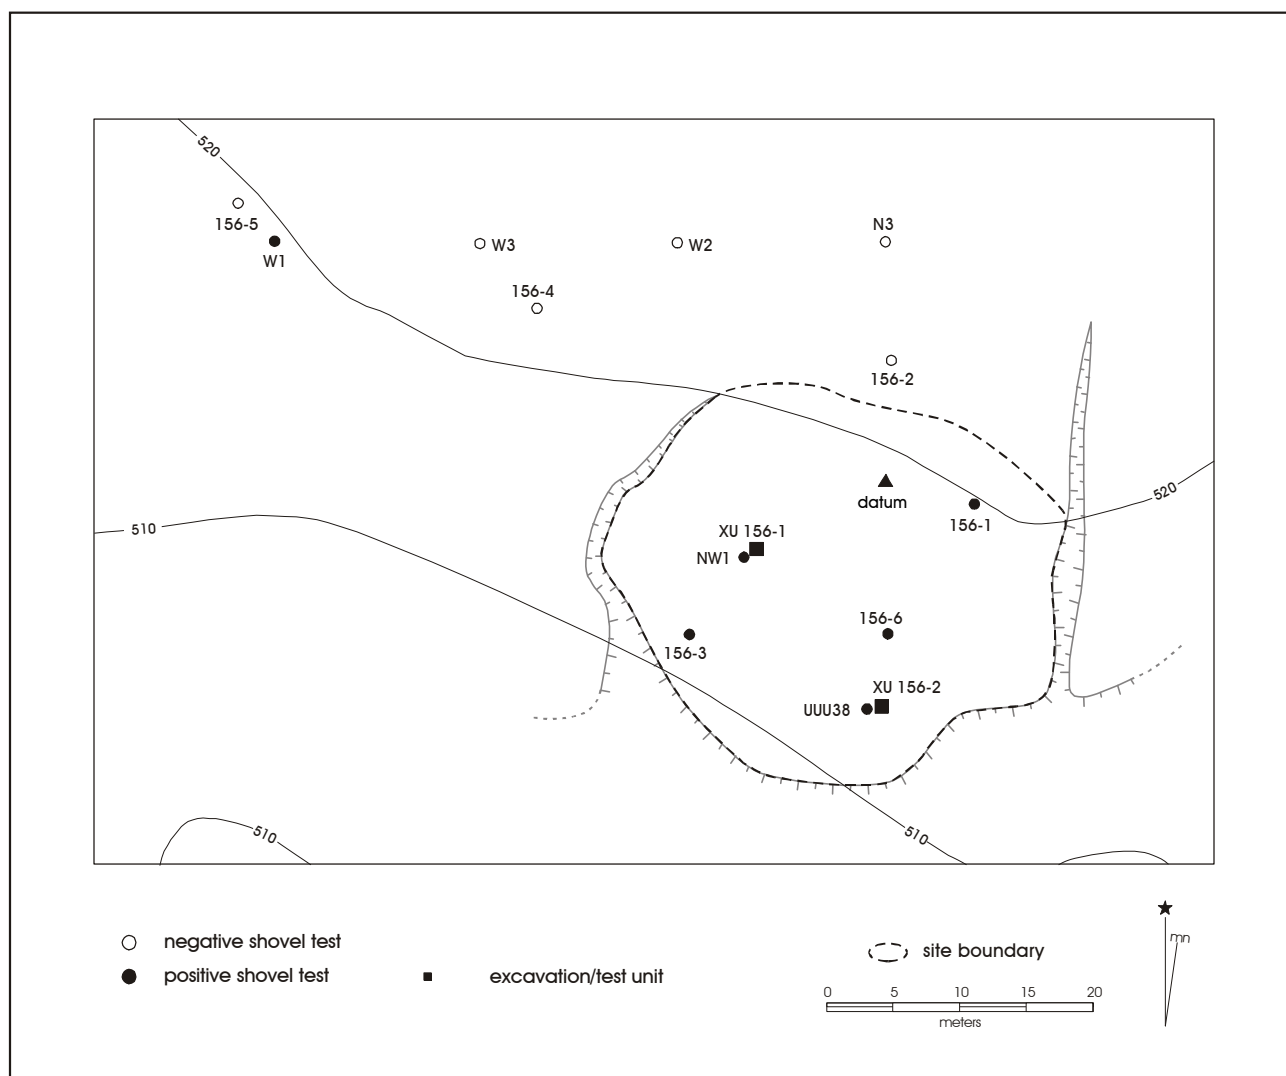 520
156-5
W1
W3
W2
N3
156-4
156-2
datum
156-1
520
510
XU 156-1
NW1
156-6
156-3
XU 156-2
UUU38
510
510
negative shovel test
positive shovel test
excavation/test unit
site boundary
0 5 10 15 20
meters
mn